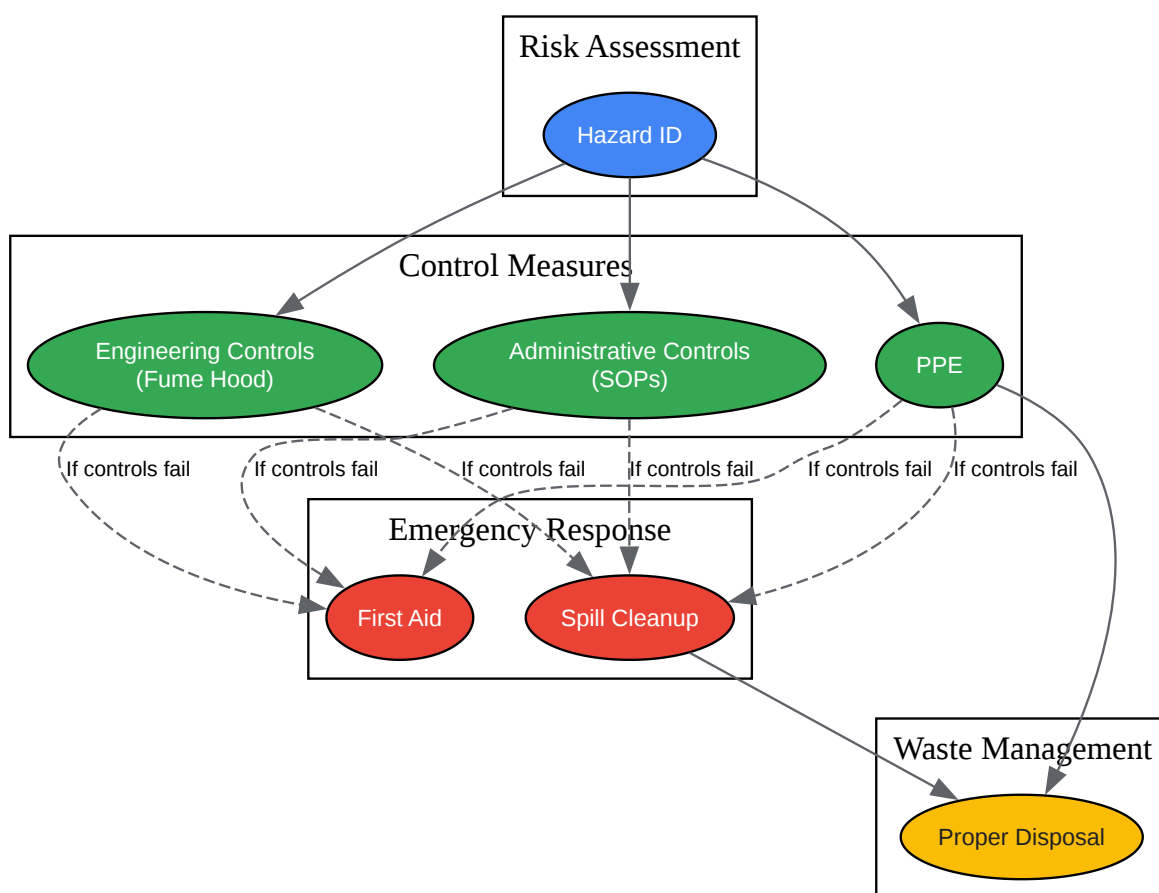 Risk Assessment
Hazard ID
Control Measures
Engineering Controls
(Fume Hood)
Administrative Controls
(SOPs)
PPE
If controls fail
If controls fail
If controls fail
If controls fail
If controls fail
If controls fail
Emergency Response
First Aid
Spill Cleanup
Waste Management
Proper Disposal